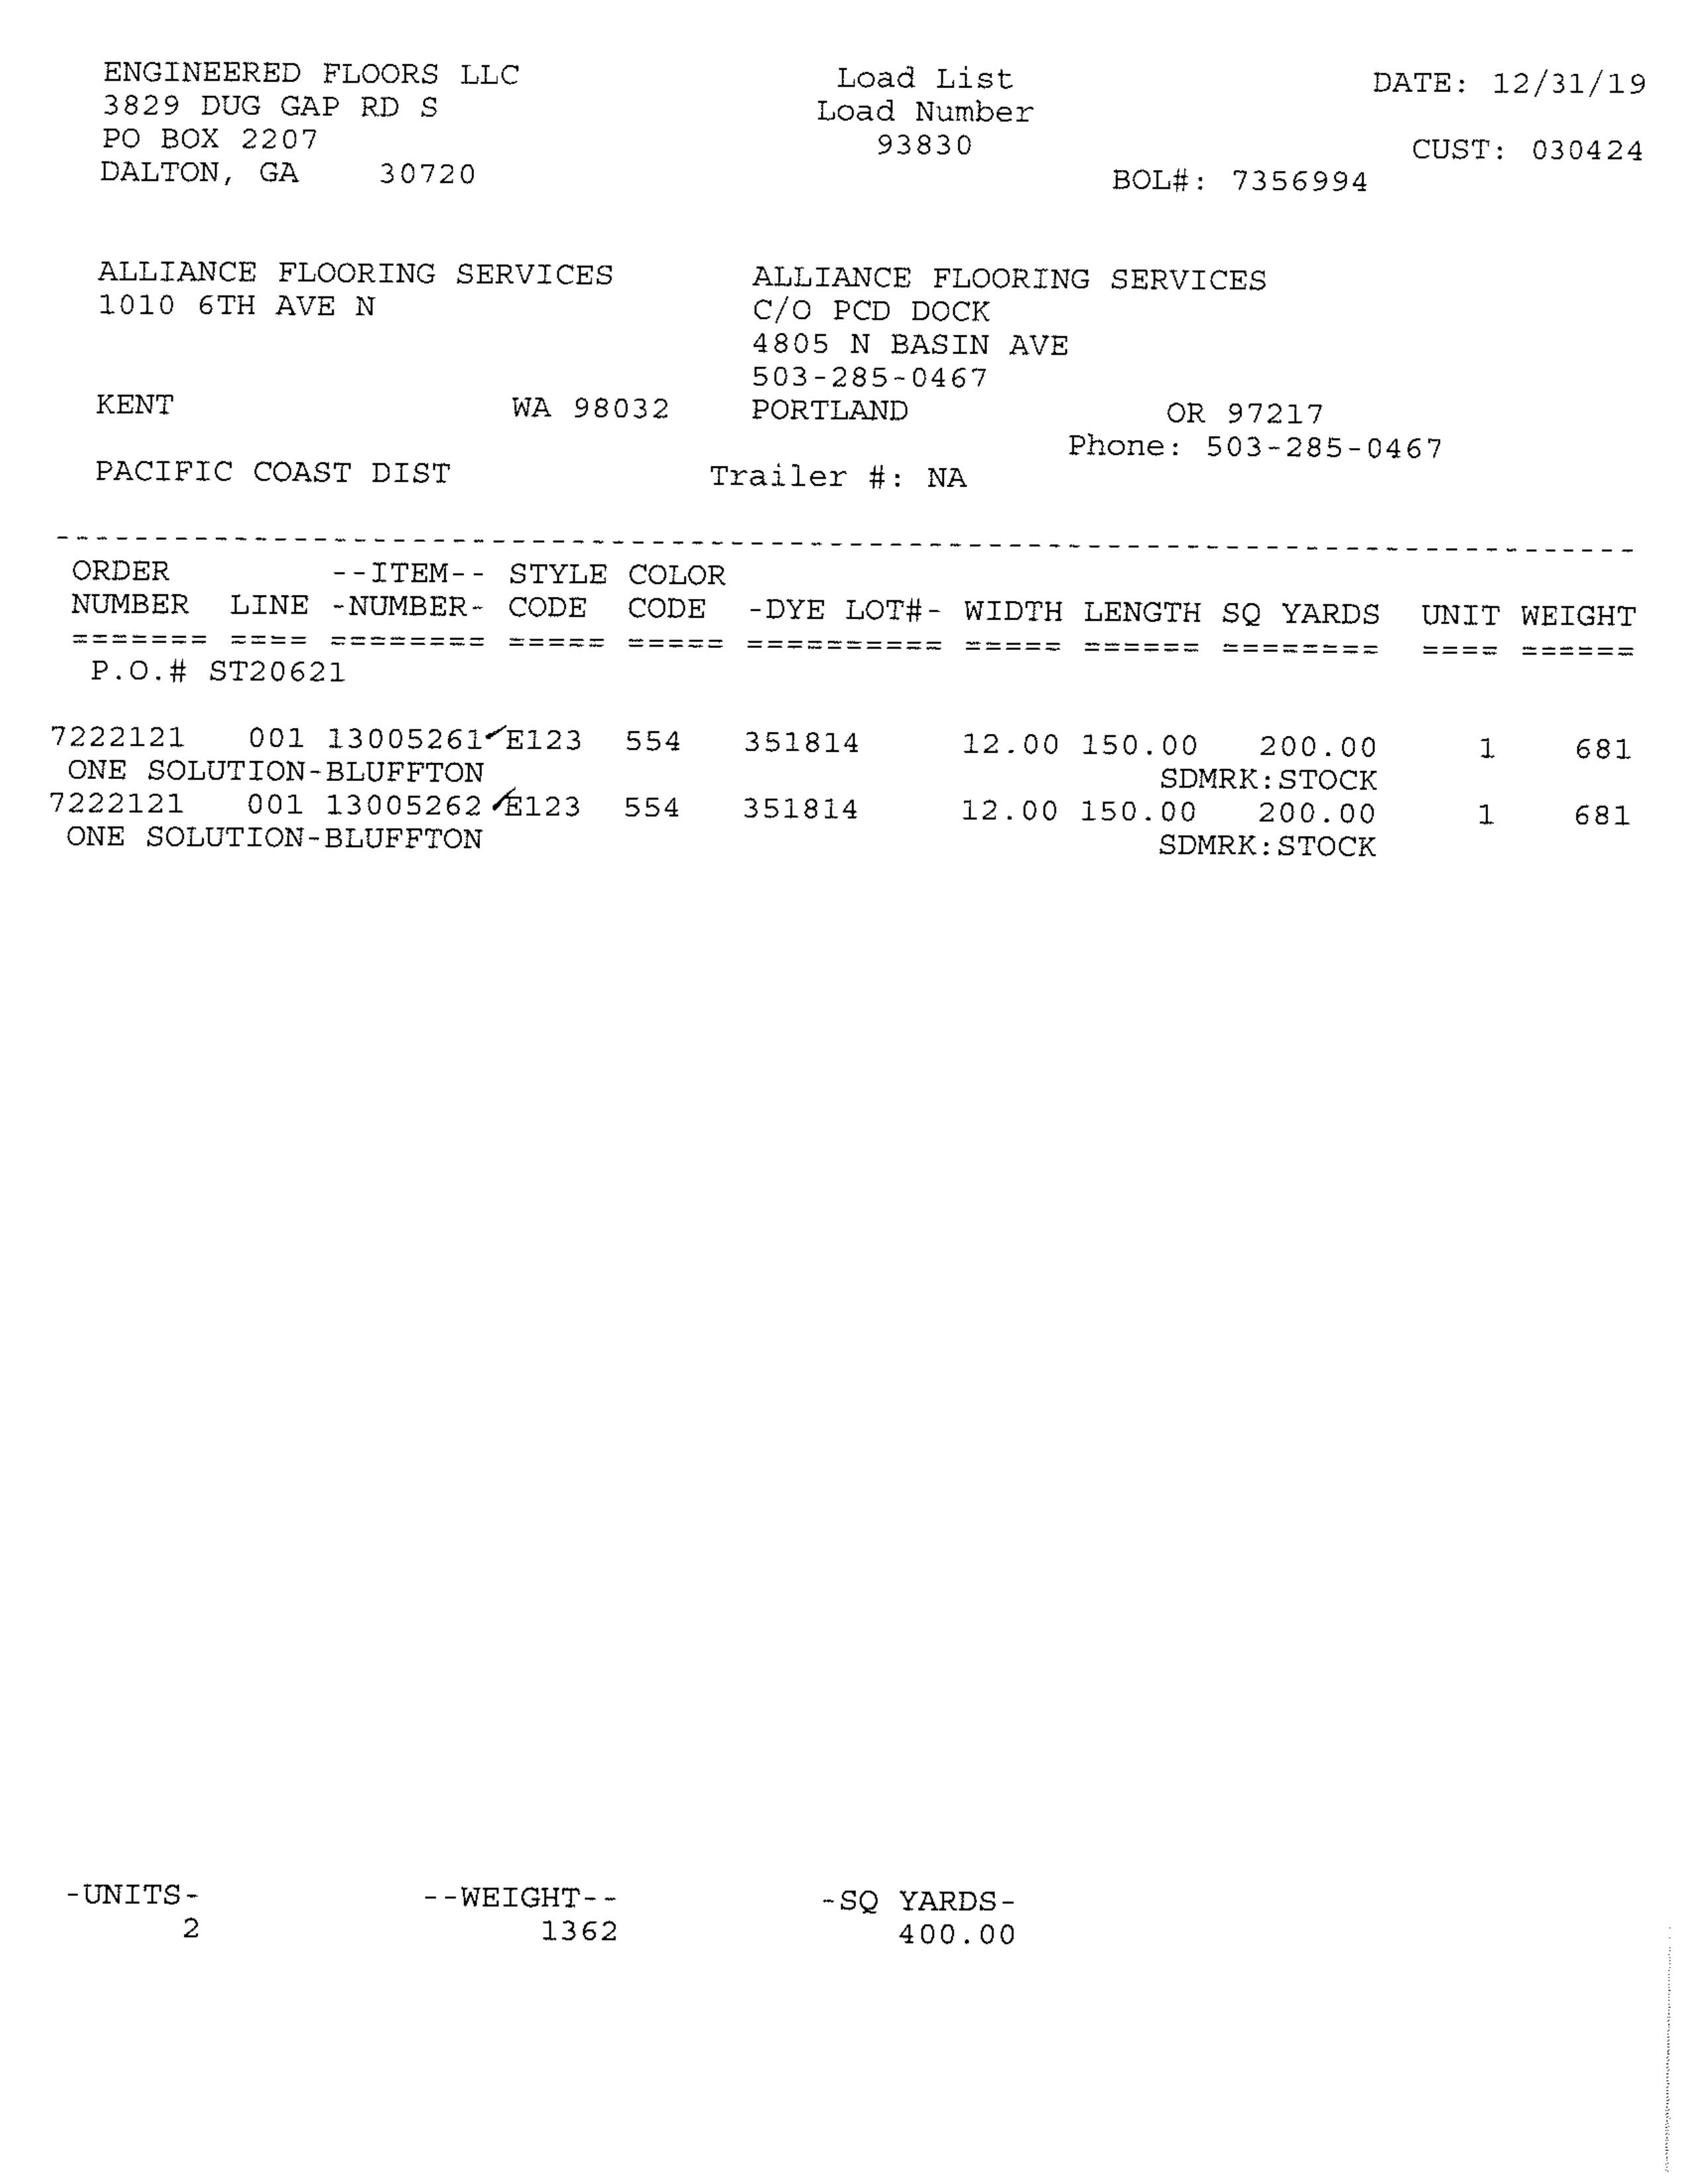 ENGINEERED FLOORS LLC Load List DATE: 12/31/19
3829 DUG GAP RD S Load Number
PO BOX 2207 93830 CUST: 030424
DALTON, GA 30720 BOL#: 7356994
ALLIANCE FLOORING SERVICES ALLIANCE FLOORING SERVICES
1010 6TH AVE N C/O PCD DOCK
4805 N BASIN AVE
503-285-0467
KENT WA 98032 PORTLAND OR 97217
Phone: 503-285-0467
PACIFIC COAST DIST Trailer #: NA
ORDER --ITEM-- STYLE COLOR
NUMBER LINE -NUMBER- CODE CODE -DYE LOT#- WIDTH LENGTH SQ YARDS UNIT WEIGHT
======= ==== ======== ===== ===== ========== ===== ====== ======== ==== ======
P.O.# ST20621
7222121 001 13005261 E123 554 351814 12.00 150.00 200.00 1 681
ONE SOLUTION-BLUFFTON SDMRK:STOCK
7222121 001 13005262 E123 554 351814 12.00 150.00 200.00 1 681
ONE SOLUTION-BLUFFTON SDMRK:STOCK
-UNITS- --WEIGHT-- -SQ YARDS-
2 1362 400.00